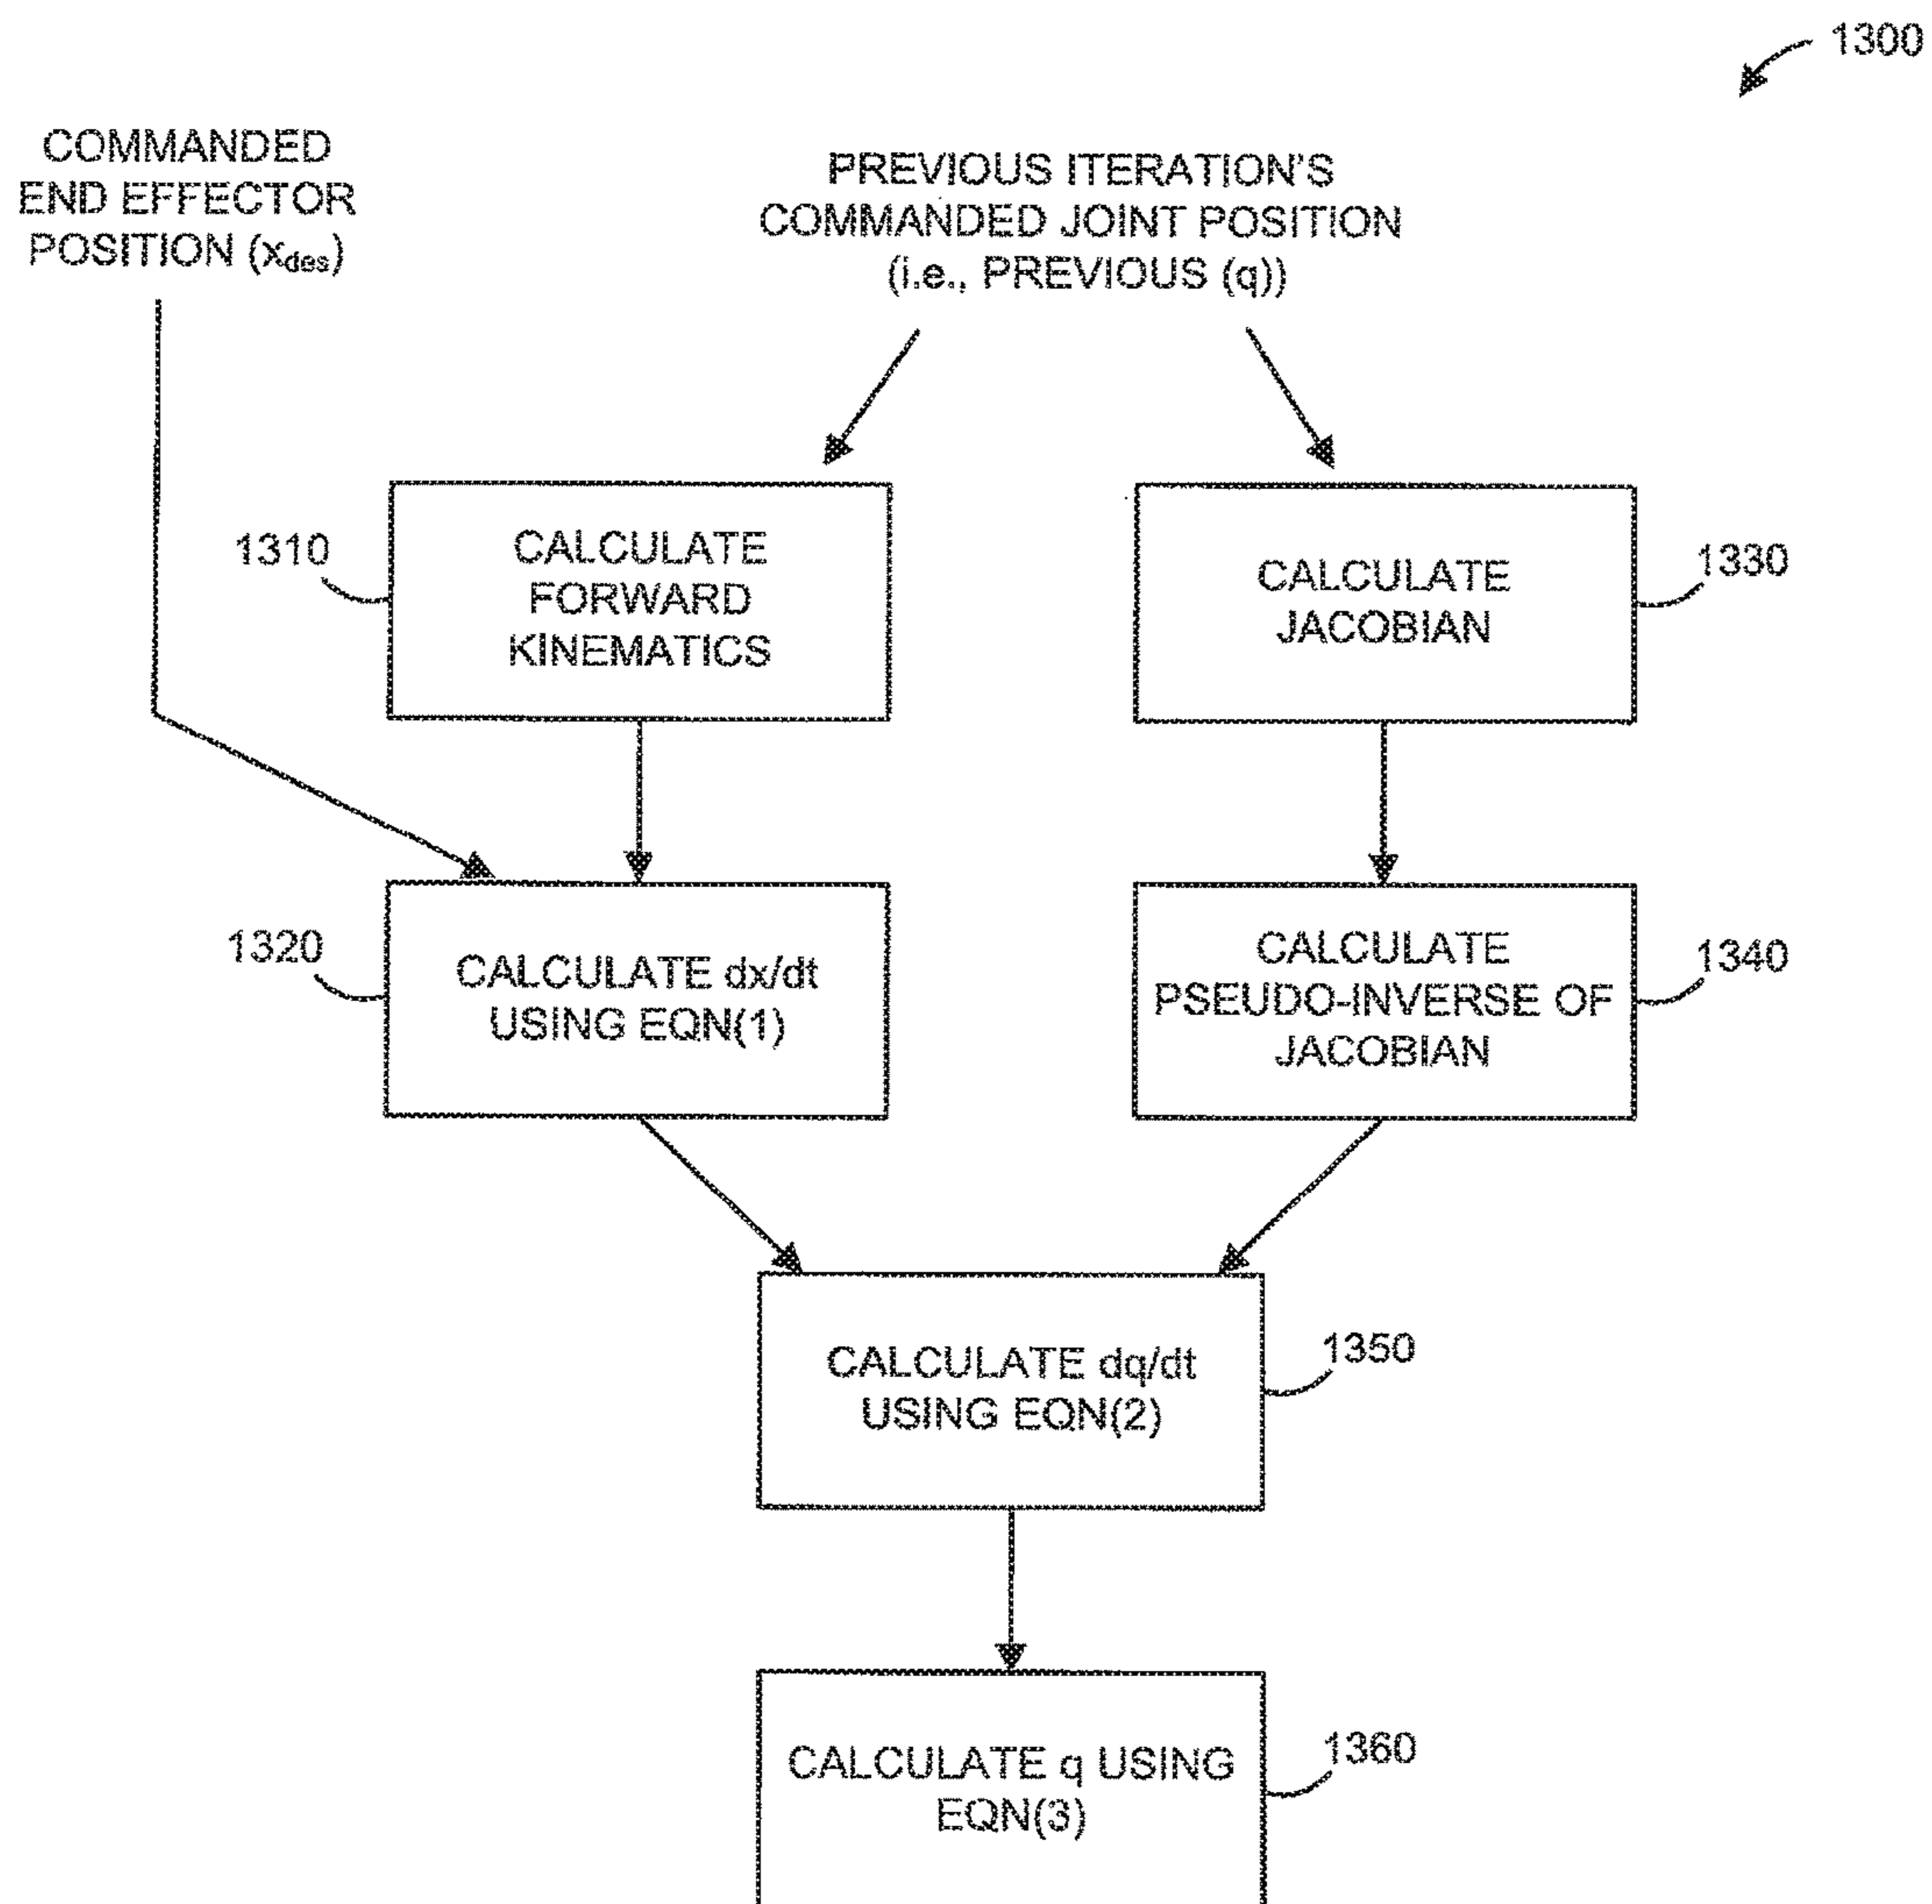 1300
COMMANDED
END EFFECTOR
POSITION (xdes)
PREVIOUS ITERATION'S
COMMANDED JOINT POSITION
(i.e., PREVIOUS (q))
1310
CALCULATE
FORWARD
KINEMATICS
CALCULATE
JACOBIAN
1330
1320
CALCULATE dx/dt
USING EQN(1)
CALCULATE
PSEUDO-INVERSE OF
JACOBIAN
1340
CALCULATE dq/dt
USING EQN(2)
1350
CALCULATE q USING
EQN(3)
1360